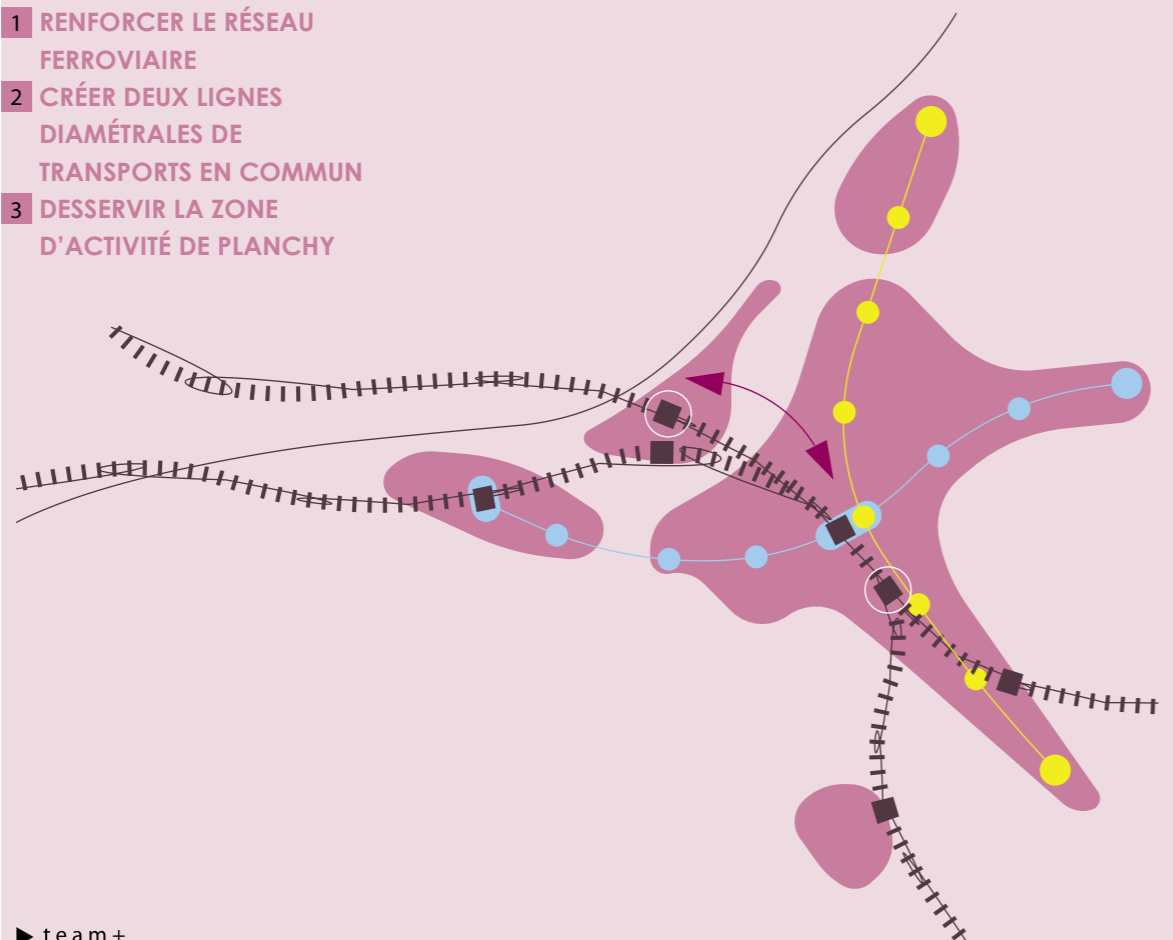 1 RENFORCER LE RÉSEAU
FERROVIAIRE
2 CRÉER DEUX LIGNES
DIAMÉTRALES DE
TRANSPORTS EN COMMUN
3 DESSERVIR LA ZONE
D’ACTIVITÉ DE PLANCHY
▶ team+